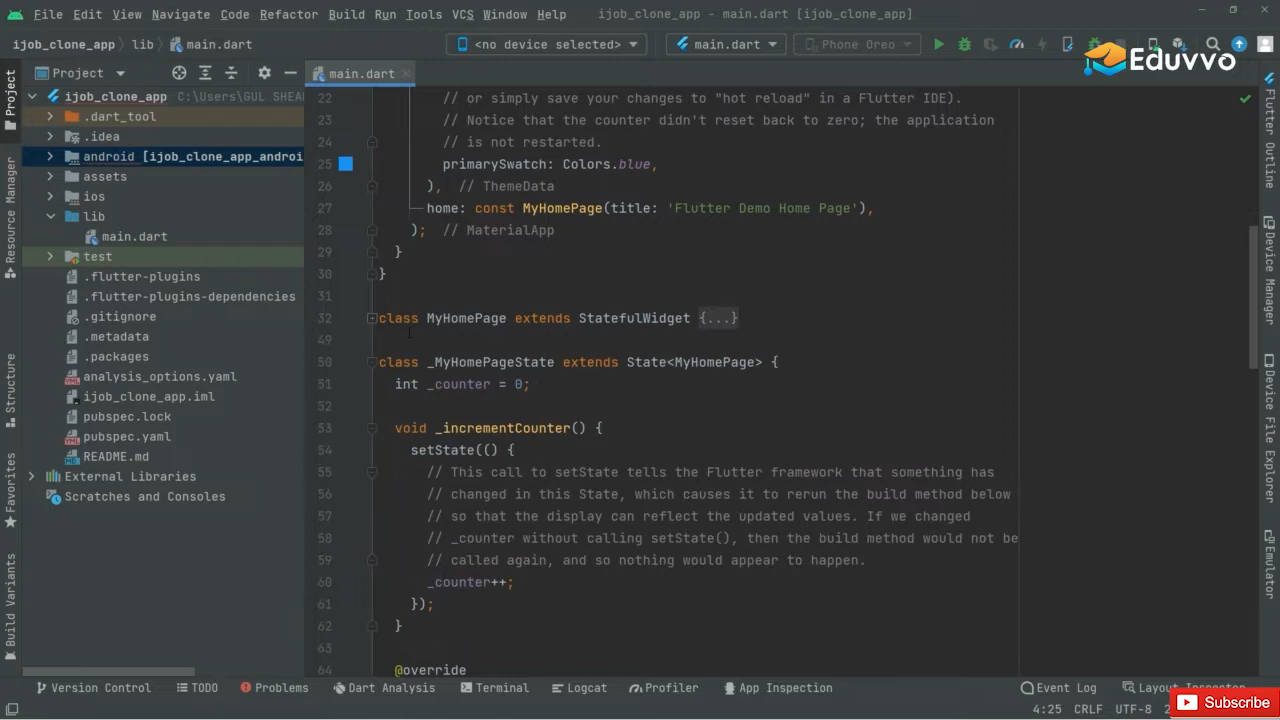 File Edit View Navigate Code Refactor Build Run Tools VCS Window Help ijob_clone_app - main.dart [ijob_clone_app]
ijob_clone_app lib main.dart <no device selected> main.dart Phone Oreo
Eduvvo
Project
main.dart
ijob_clone_app C:\Users\GUL SHEA
.dart_tool
.idea
android [ijob_clone_app_androi
assets
ios
lib
main.dart
test
.flutter-plugins
.flutter-plugins-dependencies
.gitignore
.metadata
.packages
analysis_options.yaml
ijob_clone_app.iml
pubspec.lock
pubspec.yaml
README.md
External Libraries
Scratches and Consoles
22 // or simply save your changes to "hot reload" in a Flutter IDE).
23 // Notice that the counter didn't reset back to zero; the application
24 // is not restarted.
25 primarySwatch: Colors.blue,
26 ), // ThemeData
27 home: const MyHomePage(title: 'Flutter Demo Home Page'),
28 ); // MaterialApp
29 }
30 }
31
32 class MyHomePage extends StatefulWidget {...}
49
50 class _MyHomePageState extends State<MyHomePage> {
51 int _counter = 0;
52
53 void _incrementCounter() {
54 setState(() {
55 // This call to setState tells the Flutter framework that something has
56 // changed in this State, which causes it to rerun the build method below
57 // so that the display can reflect the updated values. If we changed
58 // _counter without calling setState(), then the build method would not be
59 // called again, and so nothing would appear to happen.
60 _counter++;
61 });
62 }
63
64 @override
Project
Resource Manager
Structure
Favorites
Build Variants
Flutter Outline
Device Manager
Device File Explorer
Emulator
Version Control TODO Problems Dart Analysis Terminal Logcat Profiler App Inspection Event Log Layout Inspector
4:25 CRLF UTF-8
Subscribe